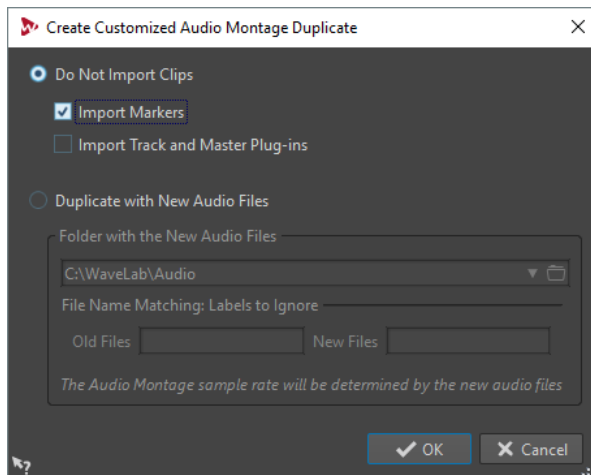 Create Customized Audio Montage Duplicate
Do Not Import Clips
Import Markers
Import Track and Master Plug-ins
Duplicate with New Audio Files
Folder with the New Audio Files
C:\WaveLab\Audio
File Name Matching: Labels to Ignore
Old Files New Files
The Audio Montage sample rate will be determined by the new audio files
OK Cancel
?